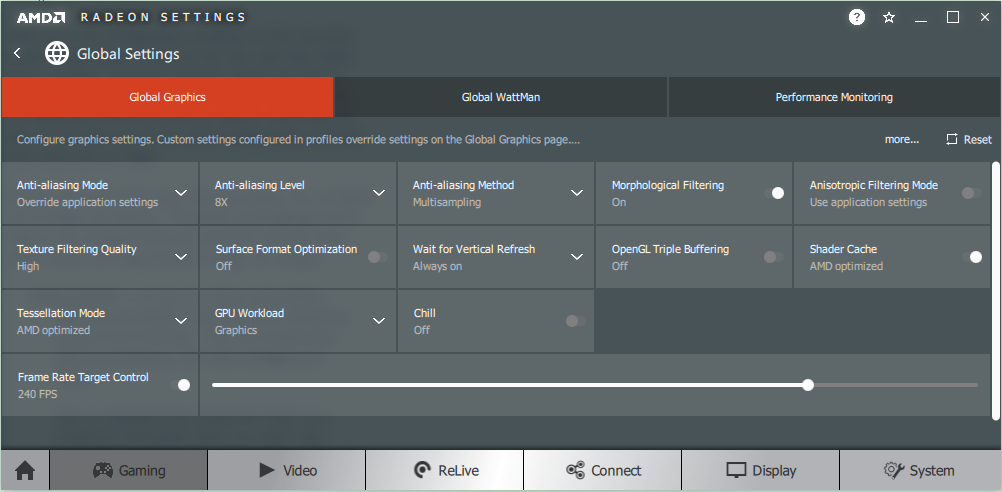 AMD RADEON SETTINGS
Global Settings
Global Graphics
Global WattMan
Performance Monitoring
Configure graphics settings. Custom settings configured in profiles override settings on the Global Graphics page....
more...
Reset
Anti-aliasing Mode
Override application settings
Anti-aliasing Level
8X
Anti-aliasing Method
Multisampling
Morphological Filtering
On
Anisotropic Filtering Mode
Use application settings
Texture Filtering Quality
High
Surface Format Optimization
Off
Wait for Vertical Refresh
Always on
OpenGL Triple Buffering
Off
Shader Cache
AMD optimized
Tessellation Mode
AMD optimized
GPU Workload
Graphics
Chill
Off
Frame Rate Target Control
240 FPS
Gaming
Video
ReLive
Connect
Display
System